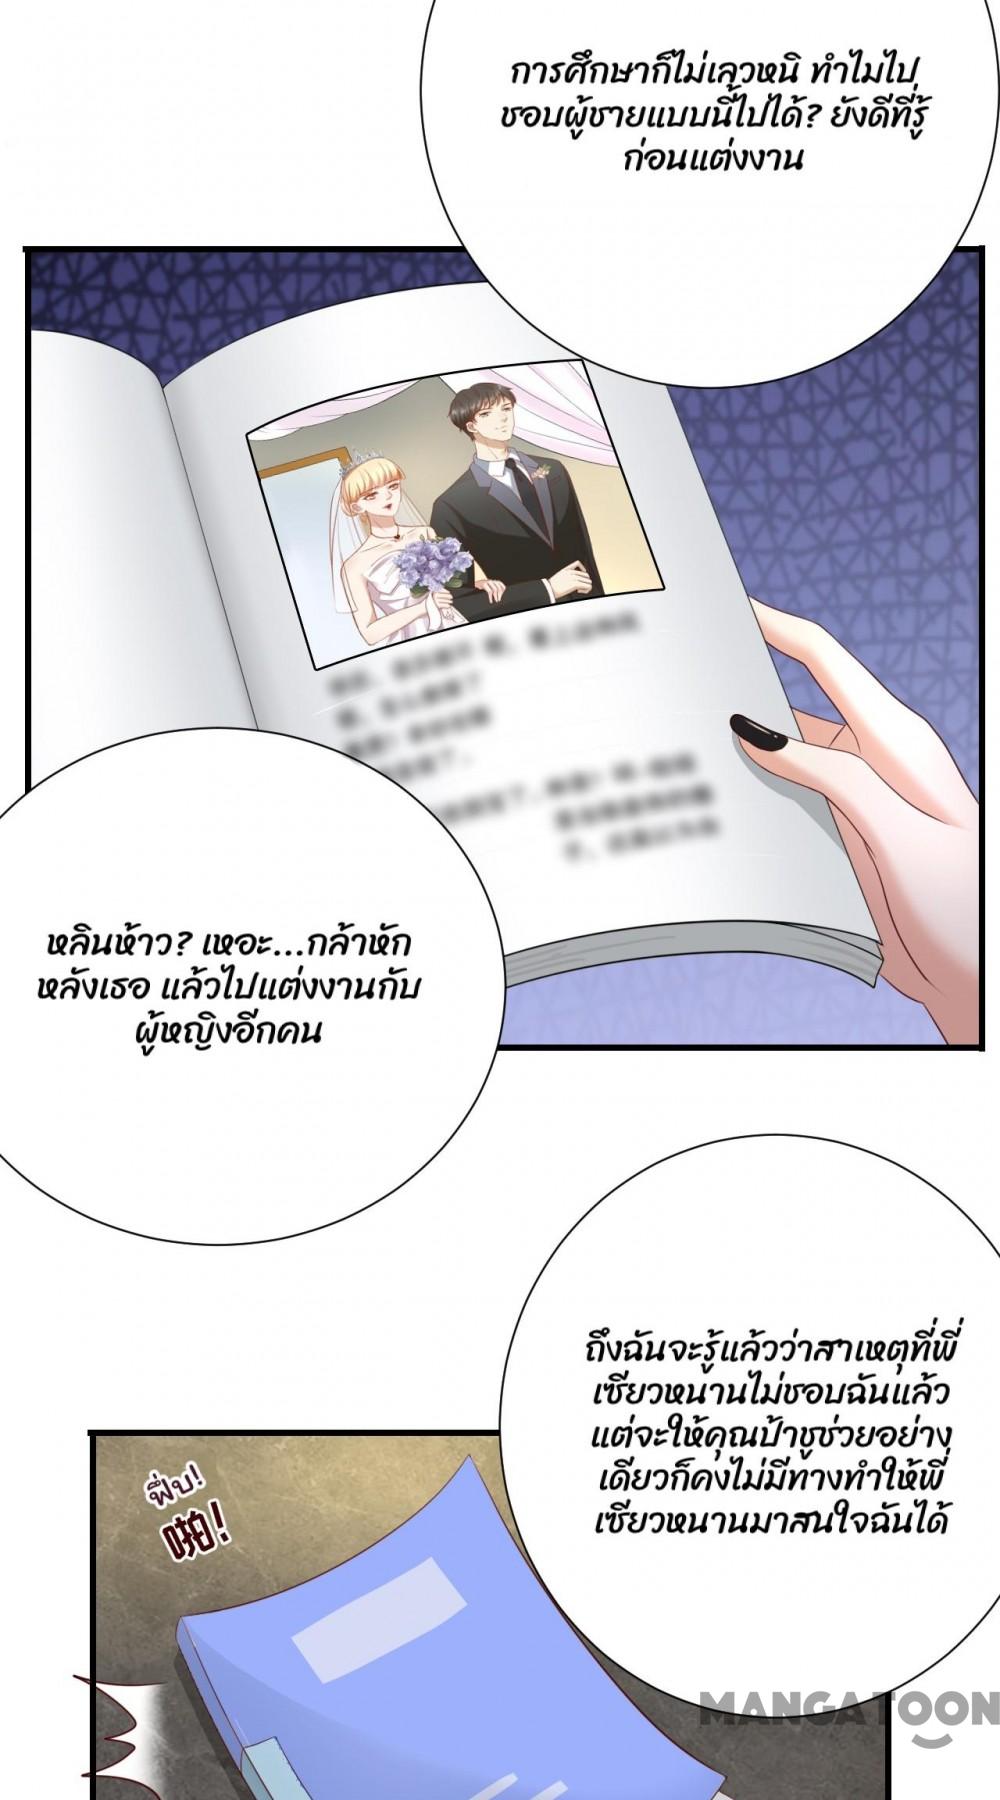 การศึกษาก็ไม่เลวหนิ ทำไมไป
ชอบผู้ชายแบบนี้ไปได้? ยังดีที่รู้
ก่อนแต่งงาน
หลินห้าว? เหอะ...กล้าหัก
หลังเธอ แล้วไปแต่งงานกับ
ผู้หญิงอีกคน
ถึงฉันจะรู้แล้วว่าสาเหตุที่พี่
เซียวหนานไม่ชอบฉันแล้ว
แต่จะให้คุณป้าชูช่วยอย่าง
เดียวก็คงไม่มีทางทำให้พี่
เซียวหนานมาสนใจฉันได้
ฟึ่บ!
啪!
MANGATOON